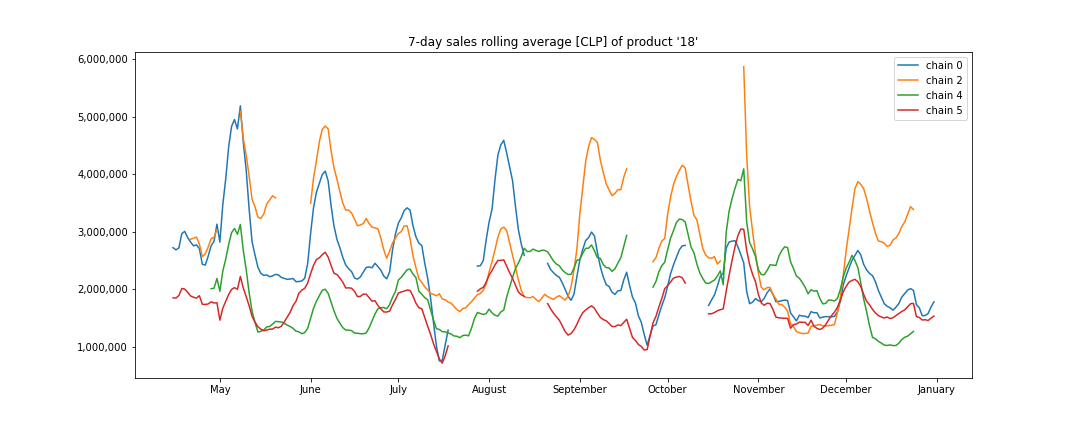 7-day sales rolling average [CLP] of product '18'
6,000,000
5,000,000
4,000,000
3,000,000
2,000,000
1,000,000
chain 0
chain 2
chain 4
chain 5
May June July August September October November December January